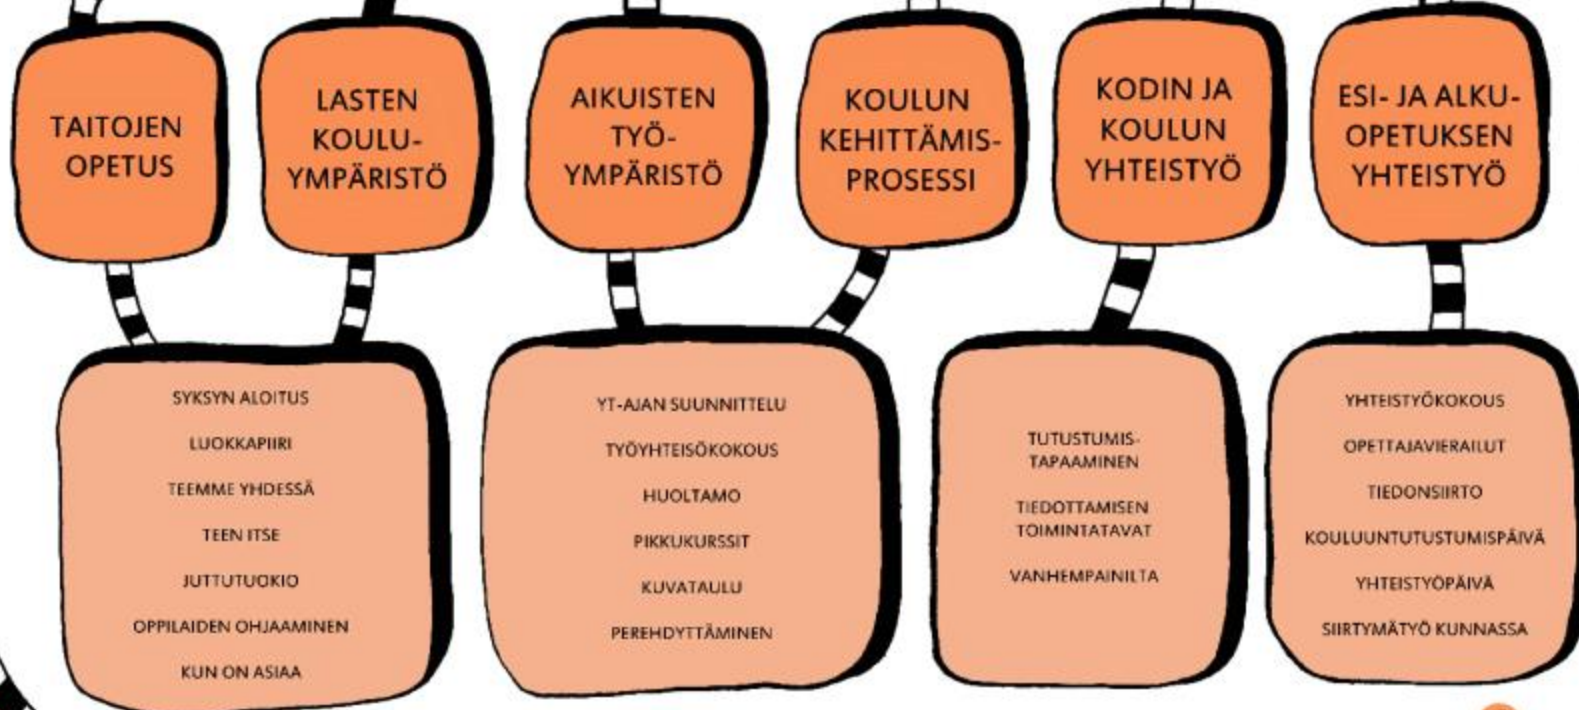 TAITOJEN
OPETUS
LASTEN
KOULU-
YMPÄRISTÖ
AIKUISTEN
TYÖ-
YMPÄRISTÖ
KOULUN
KEHITTÄMIS-
PROSESSI
KODIN JA
KOULUN
YHTEISTYÖ
ESI- JA ALKU-
OPETUKSEN
YHTEISTYÖ
SYKSYN ALOITUS
LUOKKAPIIRI
TEEMME YHDESSÄ
TEEN ITSE
JUTTUTUOKIO
OPPILAIDEN OHJAAMINEN
KUN ON ASIAA
YT-AJAN SUUNNITTELU
TYÖYHTEISÖKOKOUS
HUOLTAMO
PIKKUKURSSIT
KUVATAULU
PEREHDYTTÄMINEN
TUTUSTUMIS-
TAPAAMINEN
TIEDOTTAMISEN
TOIMINTATAVAT
VANHEMPAINILTA
YHTEISTYÖKOKOUS
OPETTAJAVIERAILUT
TIEDONSIIRTO
KOULUUNTUTUSTUMISPÄIVÄ
YHTEISTYÖPÄIVÄ
SIIRTYMÄTYÖ KUNNASSA